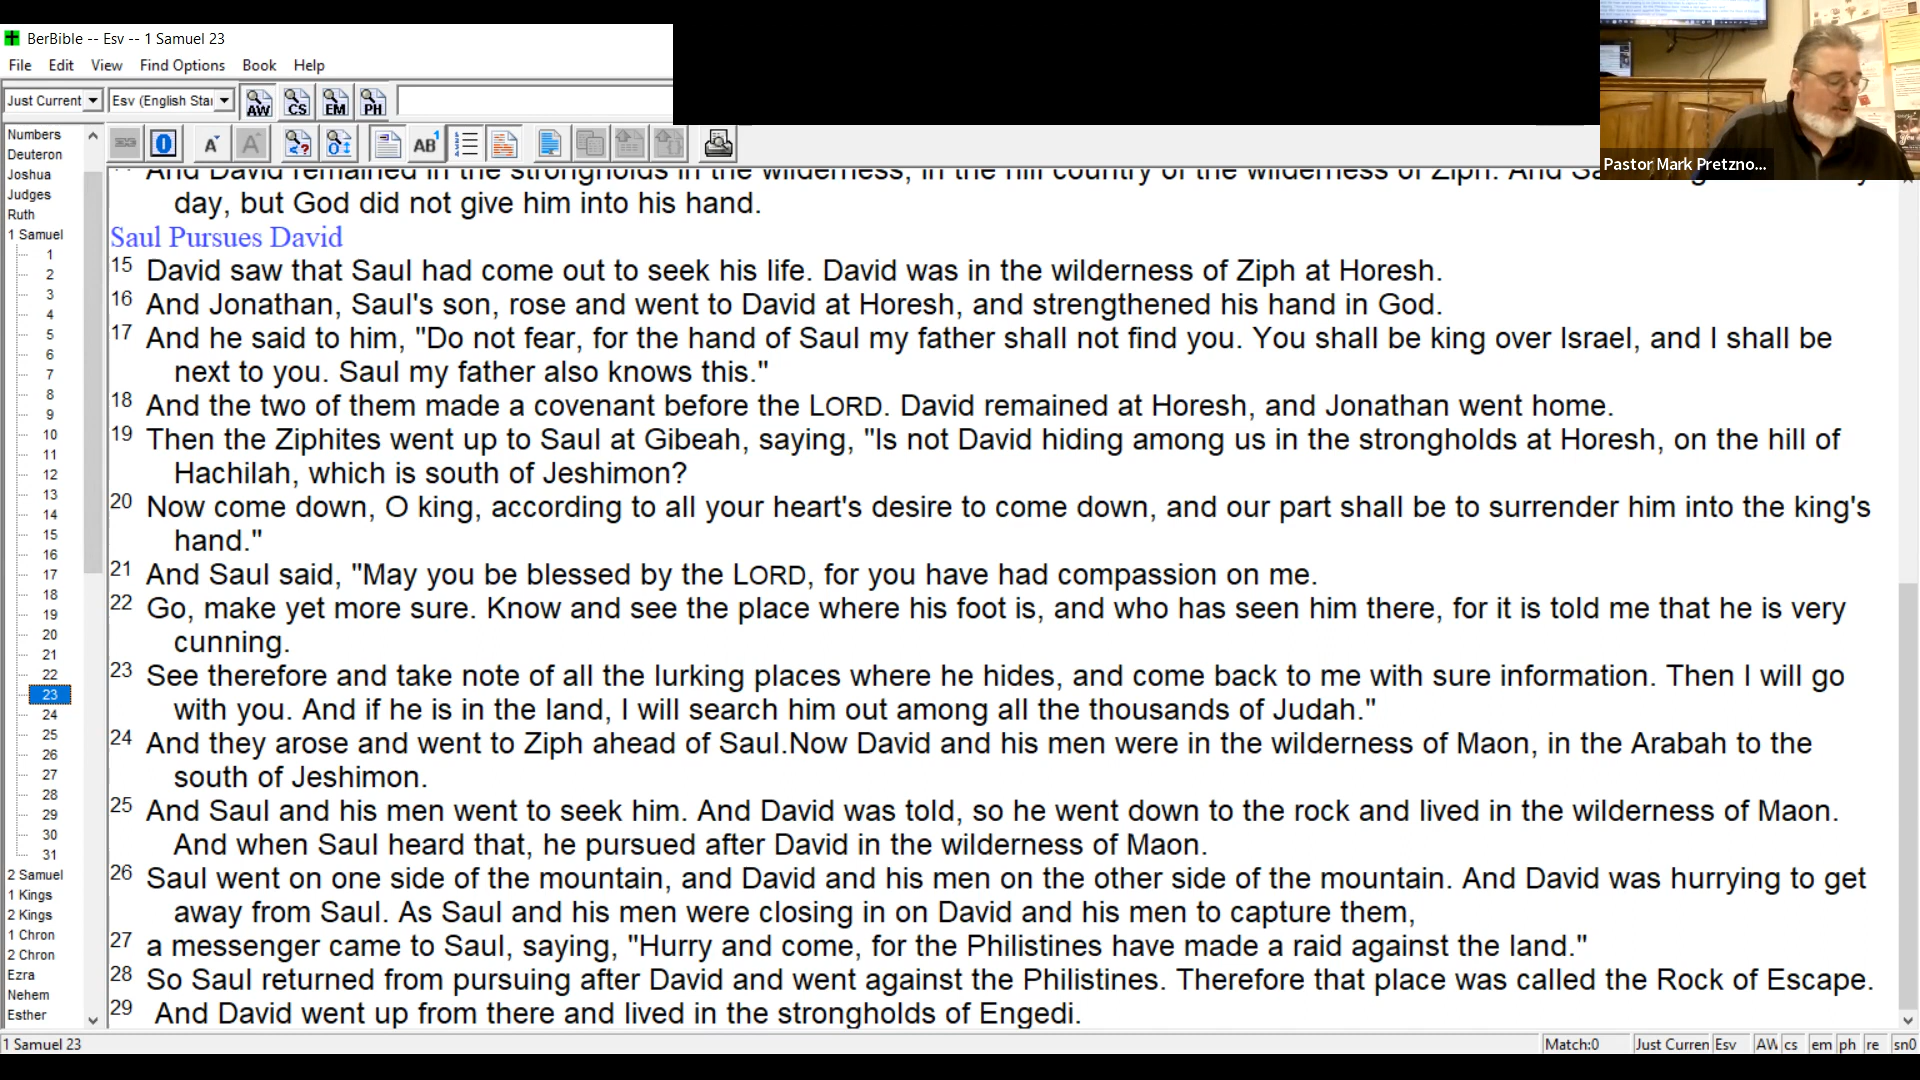 BerBible -- Esv -- 1 Samuel 23
File Edit View Find Options Book Help
Just Current Esv (English Star AW CS EM PH
Numbers
Deuteron
Joshua
Judges
Ruth
1 Samuel
1
2
3
4
5
6
7
8
9
10
11
12
13
14
15
16
17
18
19
20
21
22
23
24
25
26
27
28
29
30
31
2 Samuel
1 Kings
2 Kings
1 Chron
2 Chron
Ezra
Nehem
Esther
And David remained in the strongholds in the wilderness, in the hill country of the wilderness of Ziph. And
day, but God did not give him into his hand.
Saul Pursues David
15 David saw that Saul had come out to seek his life. David was in the wilderness of Ziph at Horesh.
16 And Jonathan, Saul's son, rose and went to David at Horesh, and strengthened his hand in God.
17 And he said to him, "Do not fear, for the hand of Saul my father shall not find you. You shall be king over Israel, and I shall be
next to you. Saul my father also knows this."
18 And the two of them made a covenant before the LORD. David remained at Horesh, and Jonathan went home.
19 Then the Ziphites went up to Saul at Gibeah, saying, "Is not David hiding among us in the strongholds at Horesh, on the hill of
Hachilah, which is south of Jeshimon?
20 Now come down, O king, according to all your heart's desire to come down, and our part shall be to surrender him into the king's
hand."
21 And Saul said, "May you be blessed by the LORD, for you have had compassion on me.
22 Go, make yet more sure. Know and see the place where his foot is, and who has seen him there, for it is told me that he is very
cunning.
23 See therefore and take note of all the lurking places where he hides, and come back to me with sure information. Then I will go
with you. And if he is in the land, I will search him out among all the thousands of Judah."
24 And they arose and went to Ziph ahead of Saul.Now David and his men were in the wilderness of Maon, in the Arabah to the
south of Jeshimon.
25 And Saul and his men went to seek him. And David was told, so he went down to the rock and lived in the wilderness of Maon.
And when Saul heard that, he pursued after David in the wilderness of Maon.
26 Saul went on one side of the mountain, and David and his men on the other side of the mountain. And David was hurrying to get
away from Saul. As Saul and his men were closing in on David and his men to capture them,
27 a messenger came to Saul, saying, "Hurry and come, for the Philistines have made a raid against the land."
28 So Saul returned from pursuing after David and went against the Philistines. Therefore that place was called the Rock of Escape.
29 And David went up from there and lived in the strongholds of Engedi.
Pastor Mark Pretzno...
1 Samuel 23 Match:0 Just Curren Esv AW cs em ph re sn0